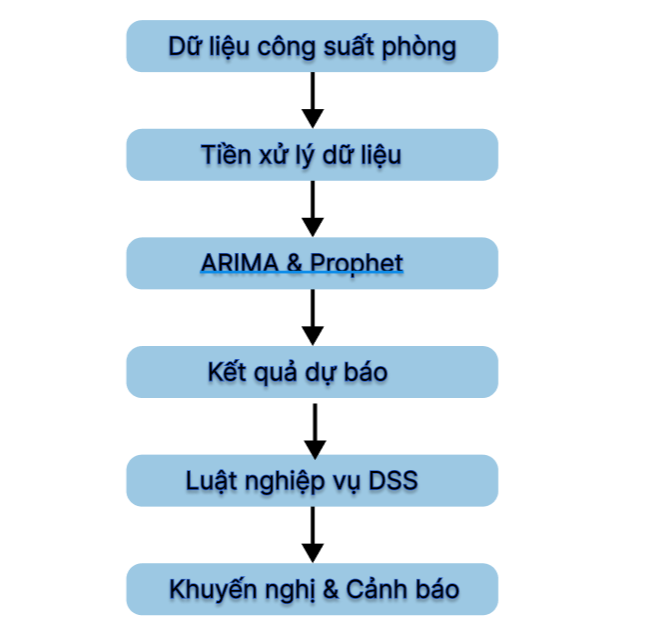 Dữ liệu công suất phòng
Tiền xử lý dữ liệu
ARIMA & Prophet
Kết quả dự báo
Luật nghiệp vụ DSS
Khuyến nghị & Cảnh báo